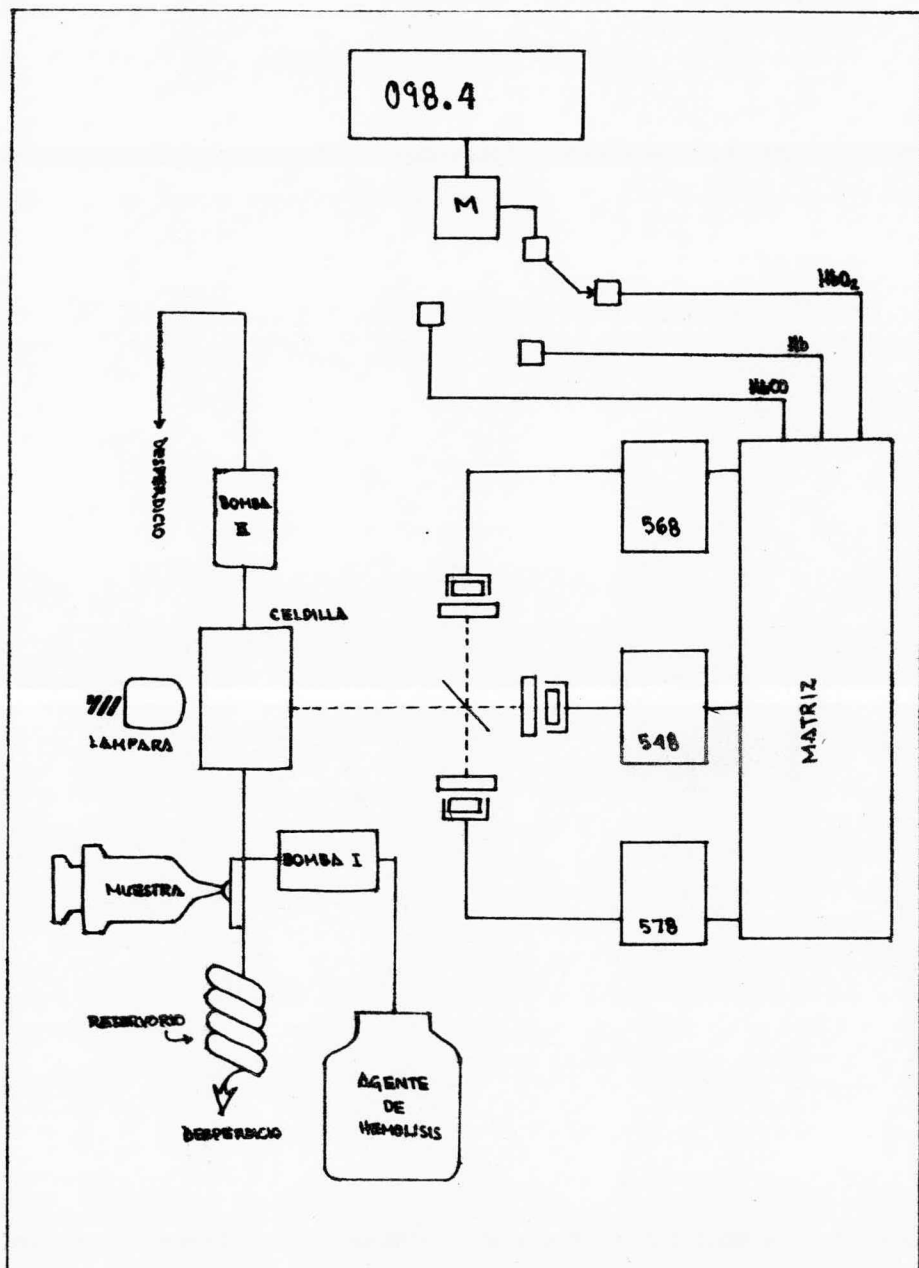 098.4
M
HbO₂
Hb
HbCO
DESPERDICIO
BOMBA
II
568
CELDILLA
LAMPARA
548
MATRIZ
MUESTRA
BOMBA I
578
RESERVORIO
DESPERDICIO
AGENTE
DE
HEMOLISIS